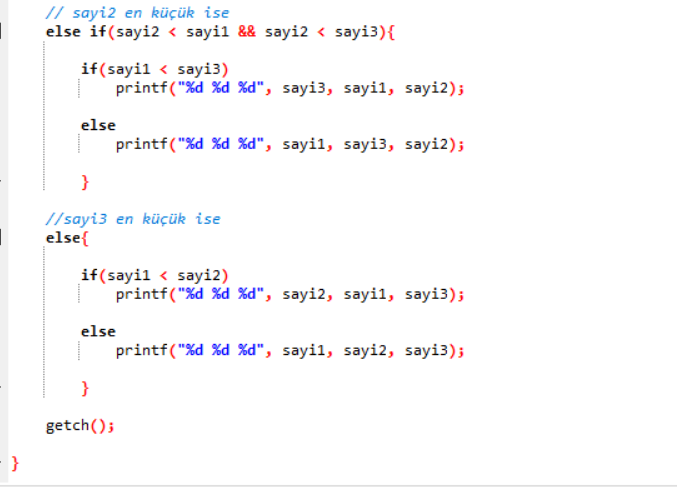 // sayi2 en küçük ise
else if(sayi2 < sayi1 && sayi2 < sayi3){
if(sayi1 < sayi3)
printf("%d %d %d", sayi3, sayi1, sayi2);
else
printf("%d %d %d", sayi1, sayi3, sayi2);
}
//sayi3 en küçük ise
else{
if(sayi1 < sayi2)
printf("%d %d %d", sayi2, sayi1, sayi3);
else
printf("%d %d %d", sayi1, sayi2, sayi3);
}
getch();
}